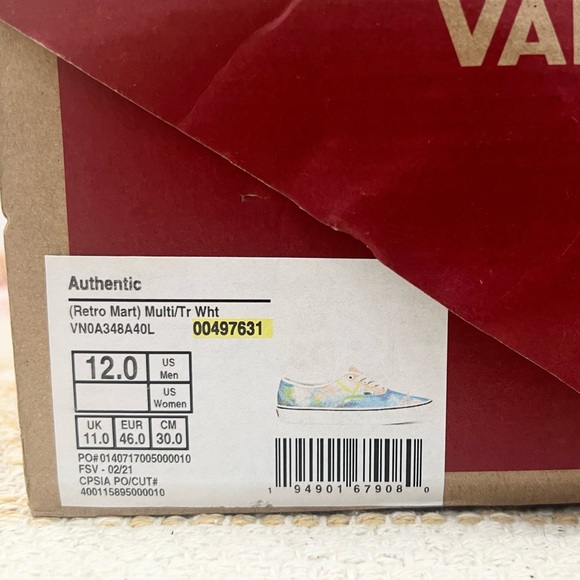 VA
Authentic
(Retro Mart) Multi/Tr Wht
VN0A348A40L 00497631
12.0 US Men
US Women
UK 11.0 EUR 46.0 CM 30.0
PO# 0140717005000010
FSV - 02/21
CPSIA PO/CUT#
400115895000010
1 94901 67908 0